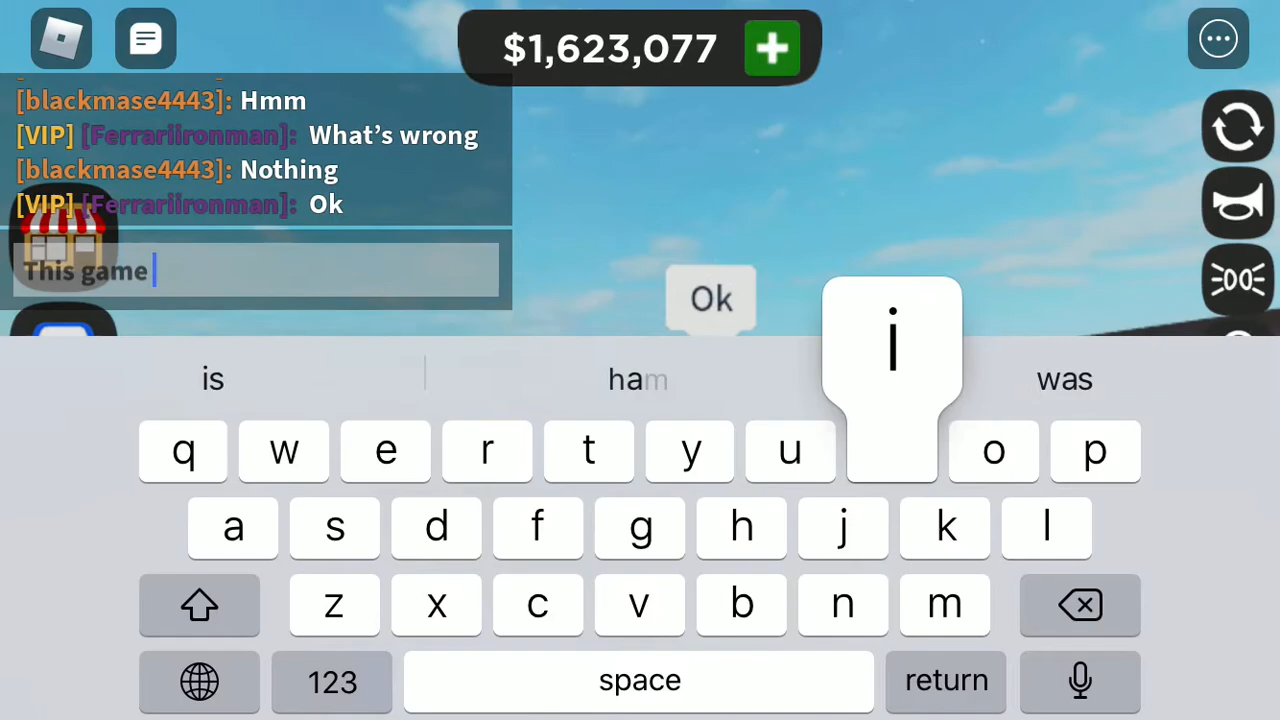 $1,623,077
[blackmase4443]: Hmm
[VIP] [Ferrariironman]: What’s wrong
[blackmase4443]: Nothing
[VIP] [Ferrariironman]: Ok
This game
Ok
is ham was
i
q w e r t y u o p
a s d f g h j k l
z x c v b n m
123 space return